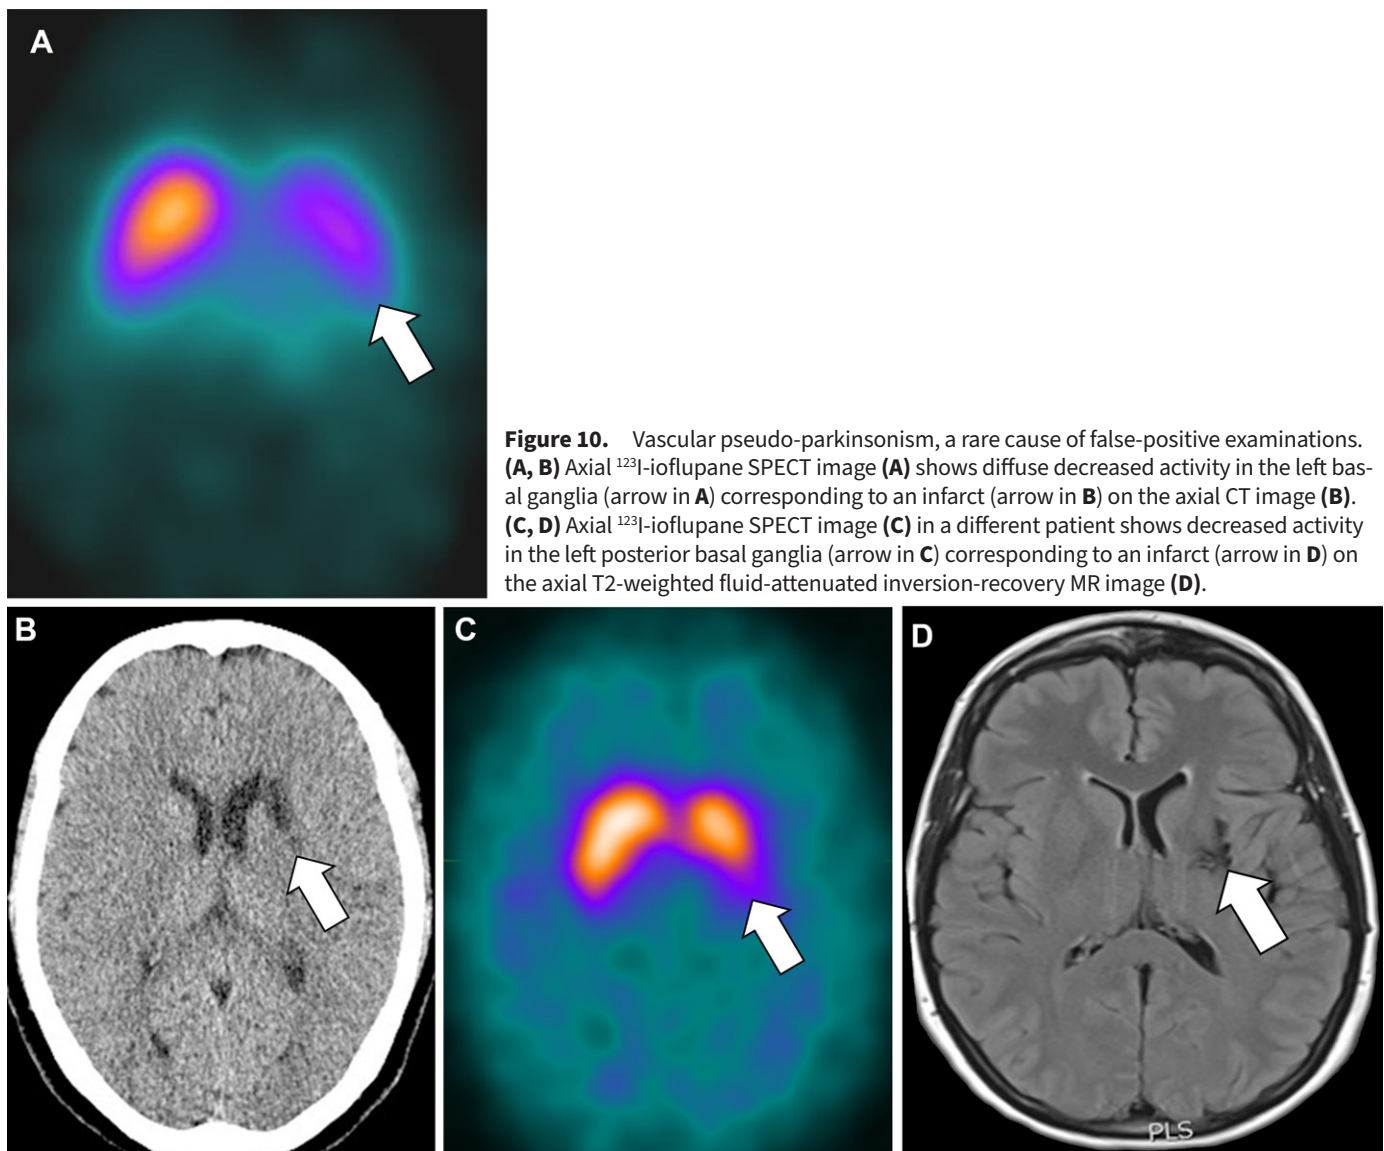 A
Figure 10. Vascular pseudo-parkinsonism, a rare cause of false-positive examinations.
(A, B) Axial ¹²³I-ioflupane SPECT image (A) shows diffuse decreased activity in the left bas-
al ganglia (arrow in A) corresponding to an infarct (arrow in B) on the axial CT image (B).
(C, D) Axial ¹²³I-ioflupane SPECT image (C) in a different patient shows decreased activity
in the left posterior basal ganglia (arrow in C) corresponding to an infarct (arrow in D) on
the axial T2-weighted fluid-attenuated inversion-recovery MR image (D).
B
C
D
PLS